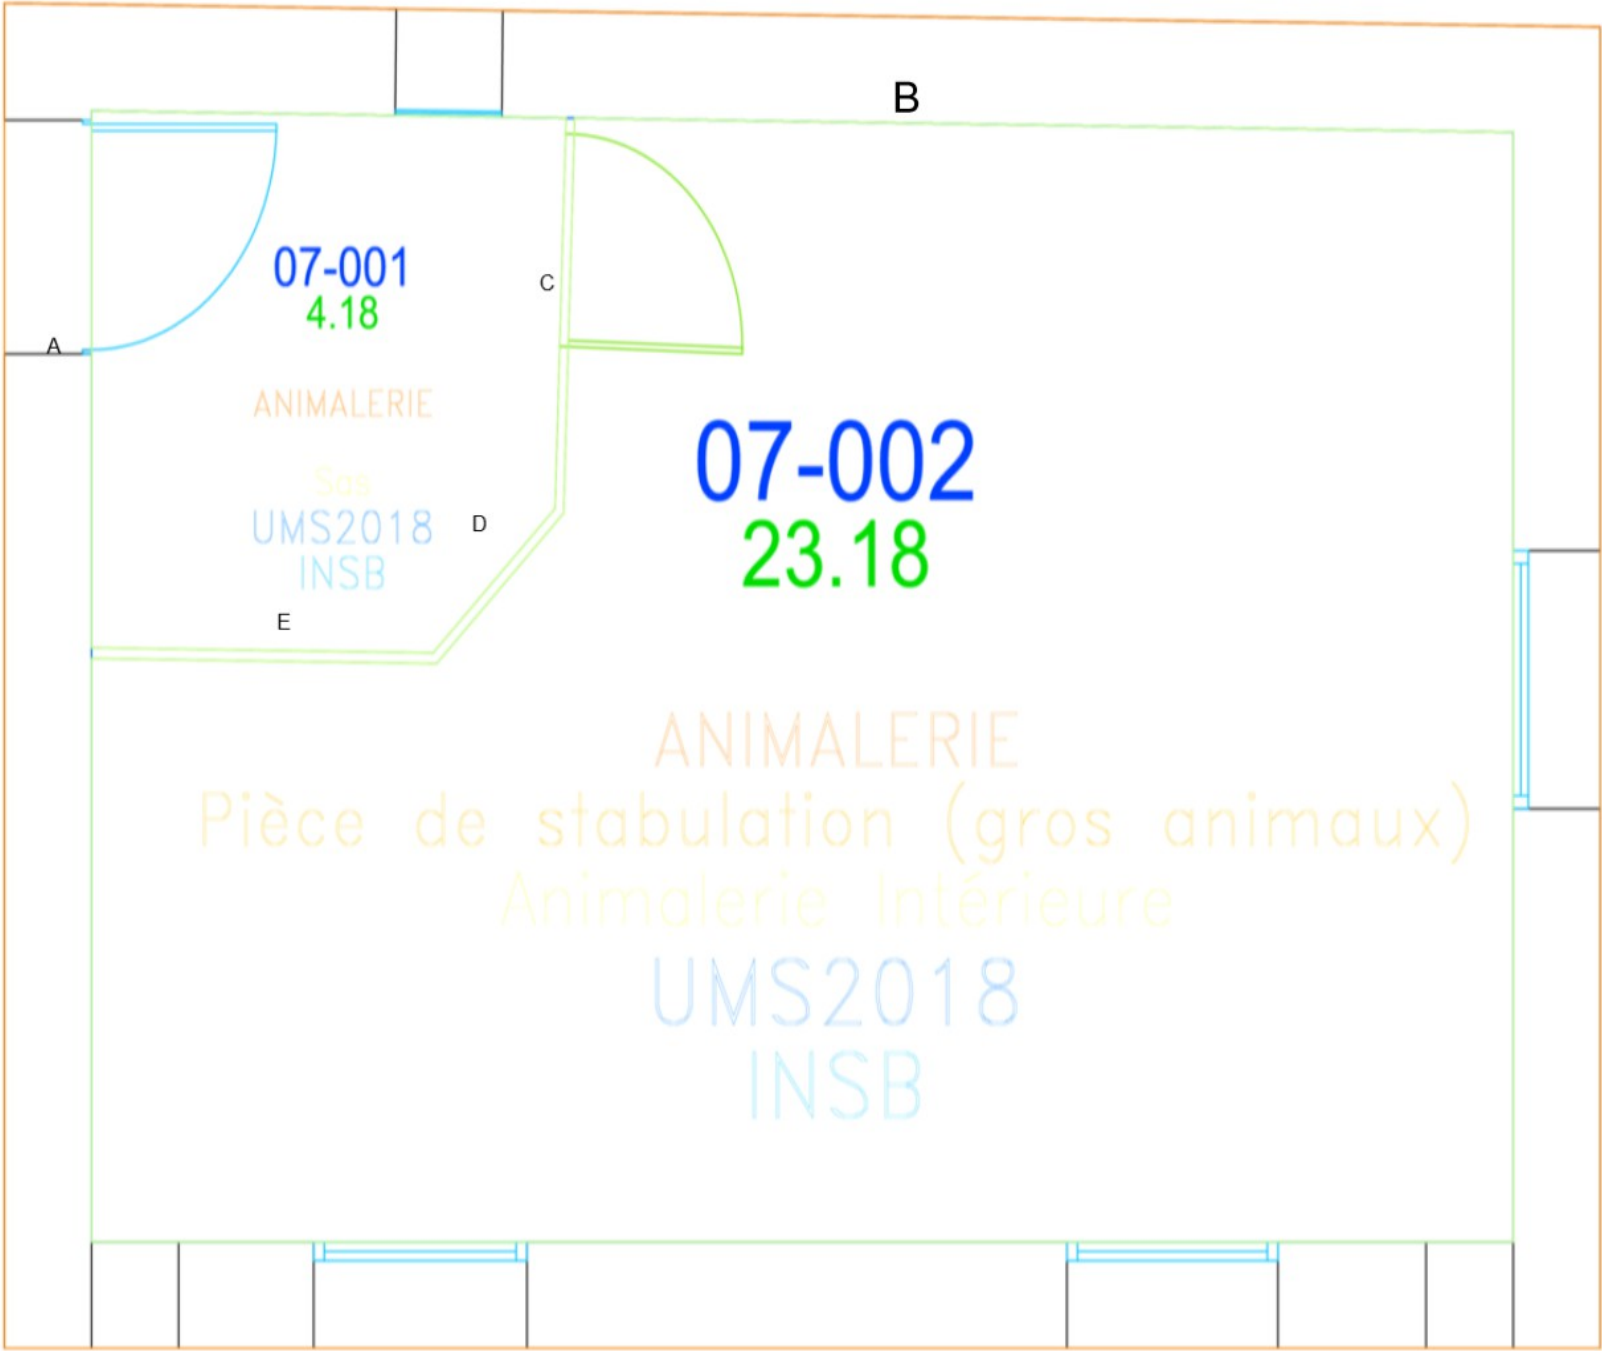 B
07-001
4.18
C
A
ANIMALERIE
Sas
UMS2018
INSB
D
E
07-002
23.18
ANIMALERIE
Pièce de stabulation (gros animaux)
Animalerie Intérieure
UMS2018
INSB